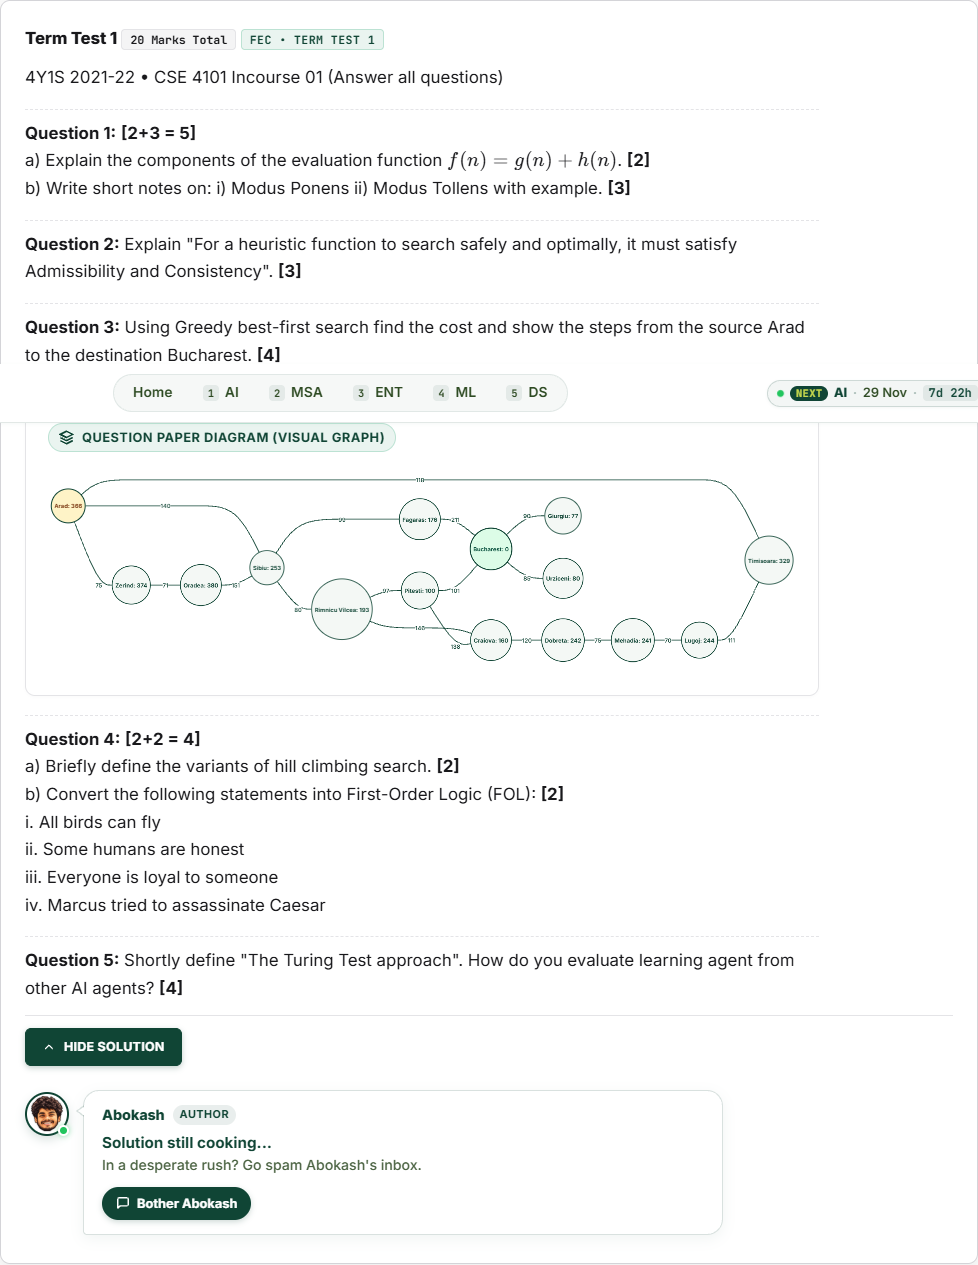 Term Test 1 20 Marks Total FEC • TERM TEST 1
4Y1S 2021-22 • CSE 4101 Incourse 01 (Answer all questions)
Question 1: [2+3 = 5]
a) Explain the components of the evaluation function f(n) = g(n) + h(n). [2]
b) Write short notes on: i) Modus Ponens ii) Modus Tollens with example. [3]
Question 2: Explain "For a heuristic function to search safely and optimally, it must satisfy
Admissibility and Consistency". [3]
Question 3: Using Greedy best-first search find the cost and show the steps from the source Arad
to the destination Bucharest. [4]
Home 1 AI 2 MSA 3 ENT 4 ML 5 DS NEXT AI · 29 Nov · 7d 22h
QUESTION PAPER DIAGRAM (VISUAL GRAPH)
118
Arad: 366
140
99
Fagaras: 176
211
90
Giurgiu: 77
Bucharest: 0
Timisoara: 329
Sibiu: 253
75
Zerind: 374
71
Oradea: 380
151
85
Urziceni: 80
97
Pitesti: 100
101
80
Rimnicu Vilcea: 193
146
138
Craiova: 160
120
Dobreta: 242
75
Mehadia: 241
70
Lugoj: 244
111
Question 4: [2+2 = 4]
a) Briefly define the variants of hill climbing search. [2]
b) Convert the following statements into First-Order Logic (FOL): [2]
i. All birds can fly
ii. Some humans are honest
iii. Everyone is loyal to someone
iv. Marcus tried to assassinate Caesar
Question 5: Shortly define "The Turing Test approach". How do you evaluate learning agent from
other AI agents? [4]
HIDE SOLUTION
Abokash AUTHOR
Solution still cooking...
In a desperate rush? Go spam Abokash's inbox.
Bother Abokash